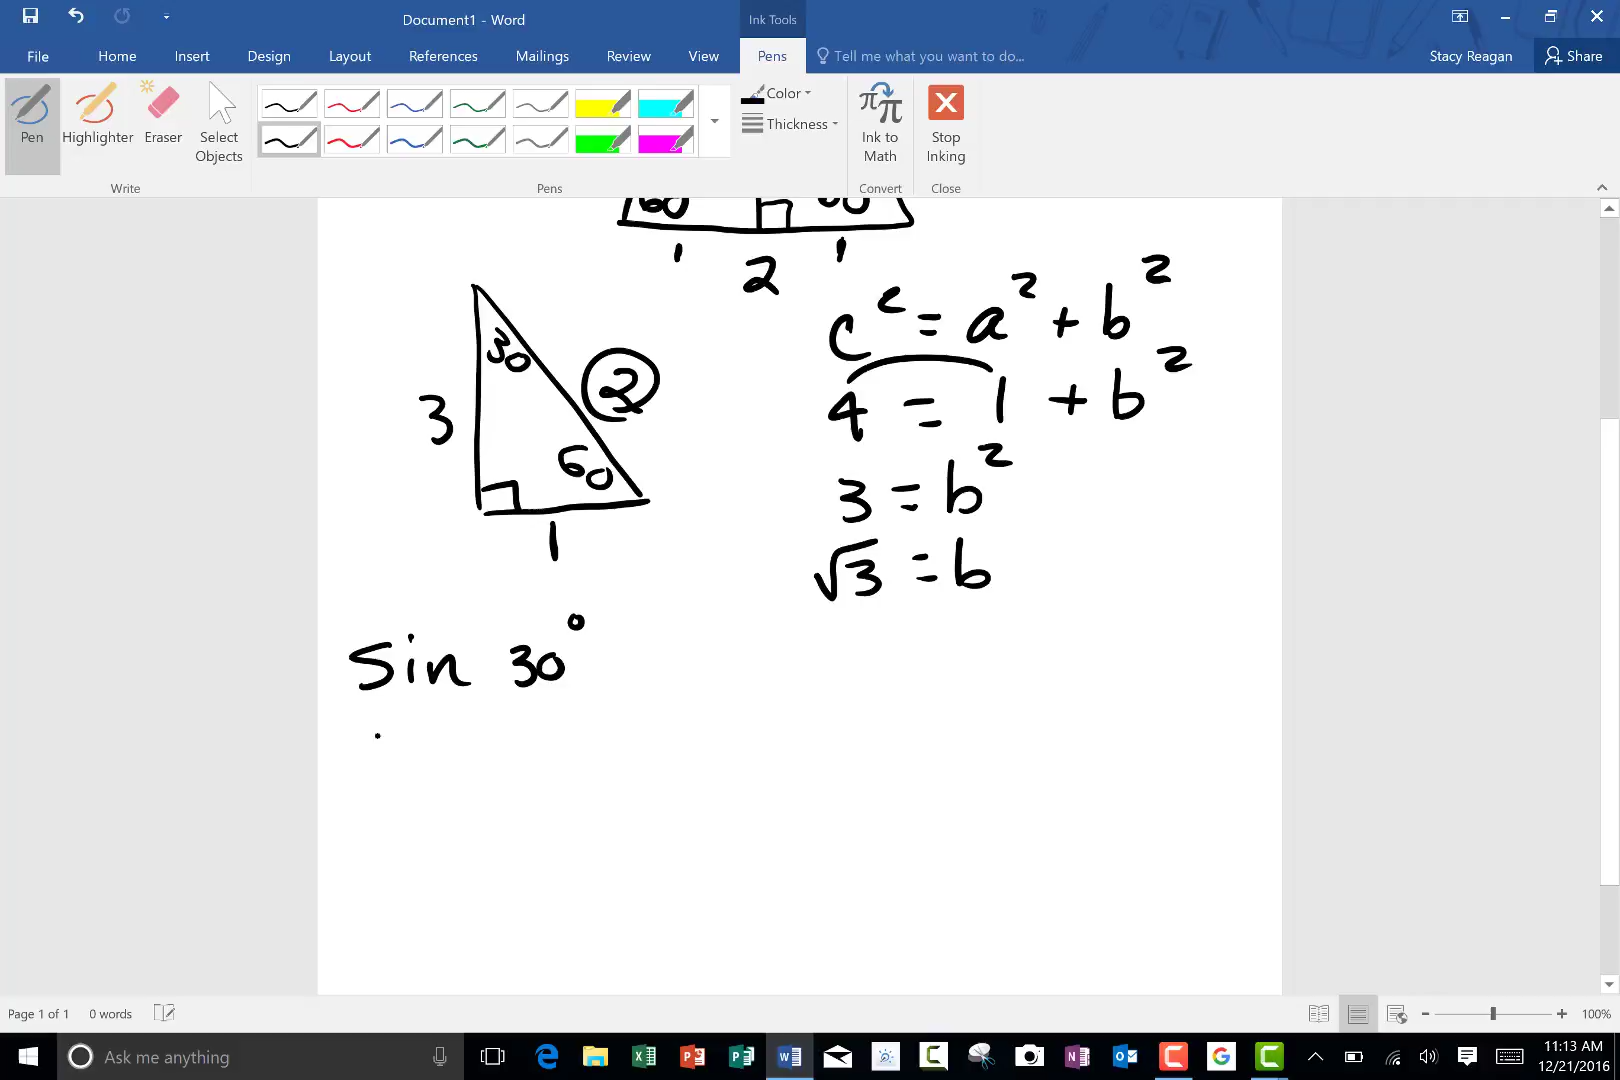 Document1 - Word
Ink Tools
File Home Insert Design Layout References Mailings Review View Pens Tell me what you want to do... Stacy Reagan Share
Pen Highlighter Eraser Select Objects
Color
Thickness
Ink to Math
Stop Inking
Write Pens Convert Close
60 60
1 1
2
30
2
3
60
1
c² = a² + b²
4 = 1 + b²
3 = b²
√3 = b
Sin 30°
Page 1 of 1 0 words 100%
Ask me anything
11:13 AM
12/21/2016